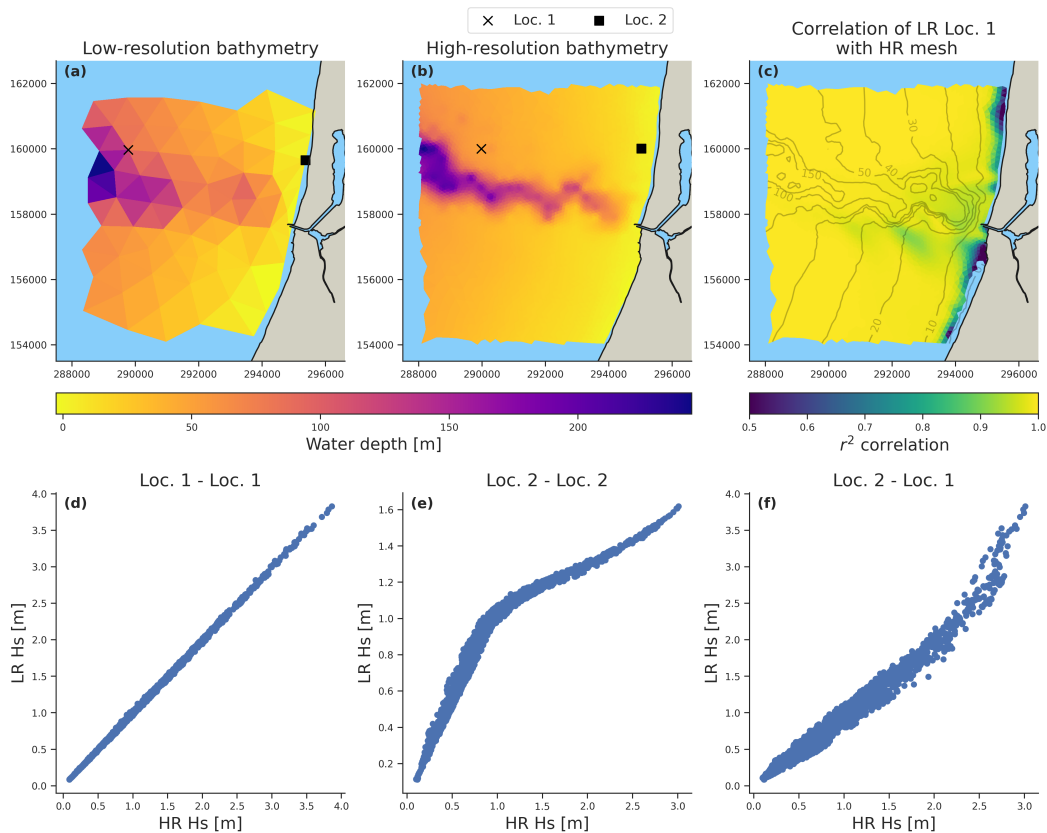 Loc. 1 Loc. 2
Low-resolution bathymetry
High-resolution bathymetry
Correlation of LR Loc. 1
with HR mesh
(a)
162000
160000
158000
156000
154000
288000 290000 292000 294000 296000
(b)
162000
160000
158000
156000
154000
288000 290000 292000 294000 296000
(c)
162000
160000
158000
156000
154000
30
50
40
150
100
20
10
288000 290000 292000 294000 296000
0 50 100 150 200
Water depth [m]
0.5 0.6 0.7 0.8 0.9 1.0
r² correlation
Loc. 1 - Loc. 1
(d)
LR Hs [m]
4.0
3.5
3.0
2.5
2.0
1.5
1.0
0.5
0.0
0.0 0.5 1.0 1.5 2.0 2.5 3.0 3.5 4.0
HR Hs [m]
Loc. 2 - Loc. 2
(e)
LR Hs [m]
1.6
1.4
1.2
1.0
0.8
0.6
0.4
0.2
0.0 0.5 1.0 1.5 2.0 2.5 3.0
HR Hs [m]
Loc. 2 - Loc. 1
(f)
LR Hs [m]
4.0
3.5
3.0
2.5
2.0
1.5
1.0
0.5
0.0
0.0 0.5 1.0 1.5 2.0 2.5 3.0
HR Hs [m]